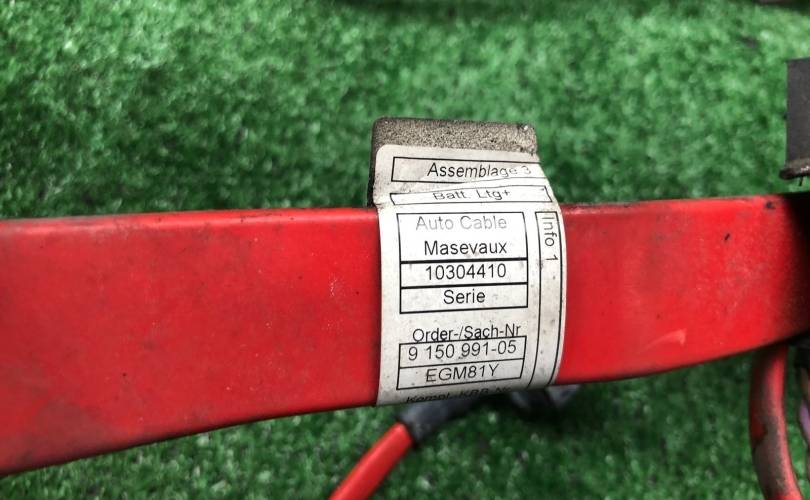 Assemblage 3
Batt. Ltg+
Auto Cable
Masevaux
10304410
Serie
Info 1
Order-/Sach-Nr
9 150 991-05
EGM81Y